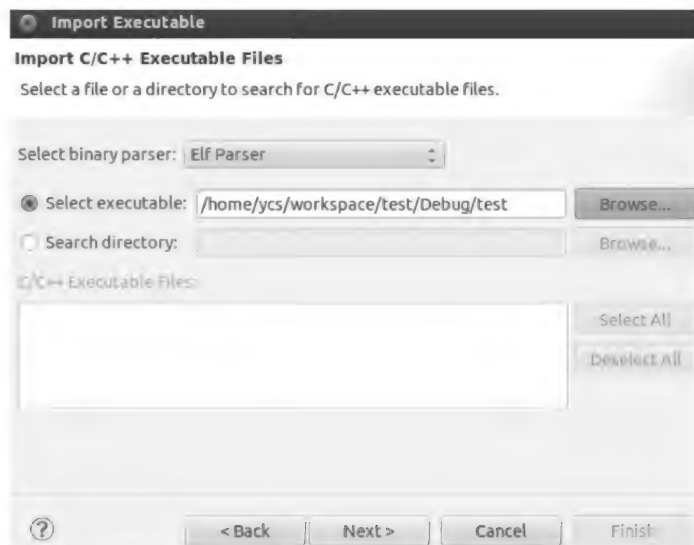 Import Executable
Import C/C++ Executable Files
Select a file or a directory to search for C/C++ executable files.
Select binary parser: Elf Parser
Select executable: /home/ycs/workspace/test/Debug/test Browse...
Search directory: Browse...
C/C++ Executable Files:
Select All
Deselect All
? < Back Next > Cancel Finish